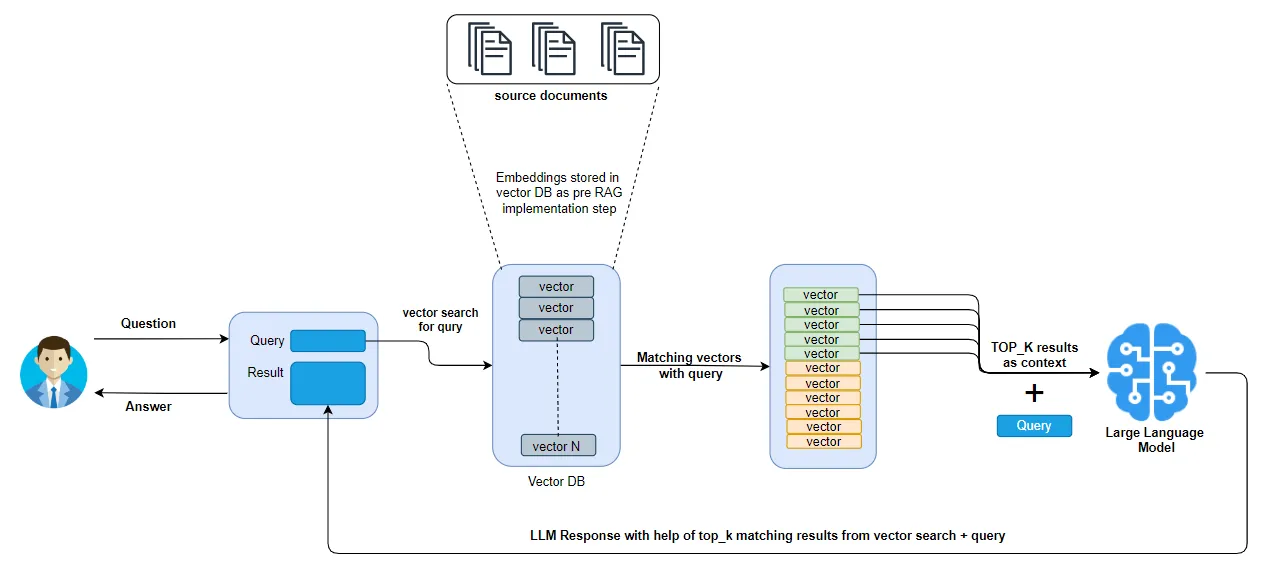 source documents
Embeddings stored in
vector DB as pre RAG
implementation step
Question
Answer
Query
Result
vector search
for qury
vector
vector
vector
vector N
Vector DB
Matching vectors
with query
vector
vector
vector
vector
vector
vector
vector
vector
vector
vector
vector
TOP_K results
as context
+
Query
Large Language
Model
LLM Response with help of top_k matching results from vector search + query